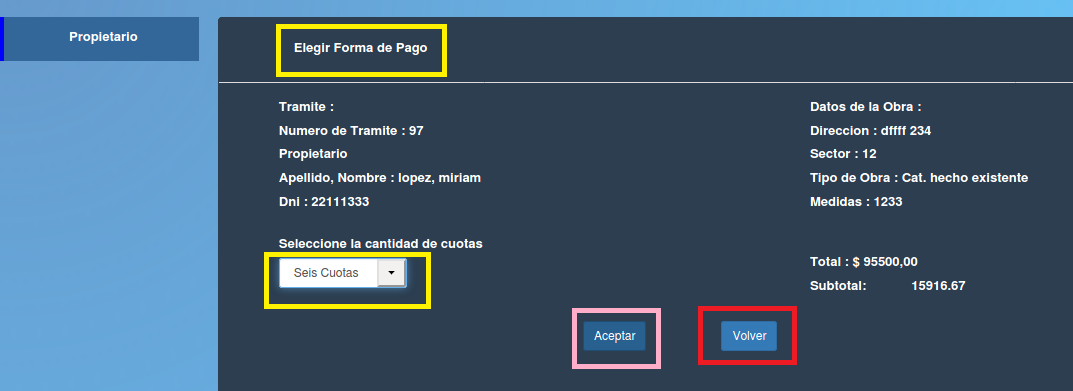 Propietario
Elegir Forma de Pago
Tramite :
Numero de Tramite : 97
Propietario
Apellido, Nombre : lopez, miriam
Dni : 22111333
Datos de la Obra :
Direccion : dffff 234
Sector : 12
Tipo de Obra : Cat. hecho existente
Medidas : 1233
Seleccione la cantidad de cuotas
Seis Cuotas
Total : $ 95500,00
Subtotal: 15916.67
Aceptar
Volver